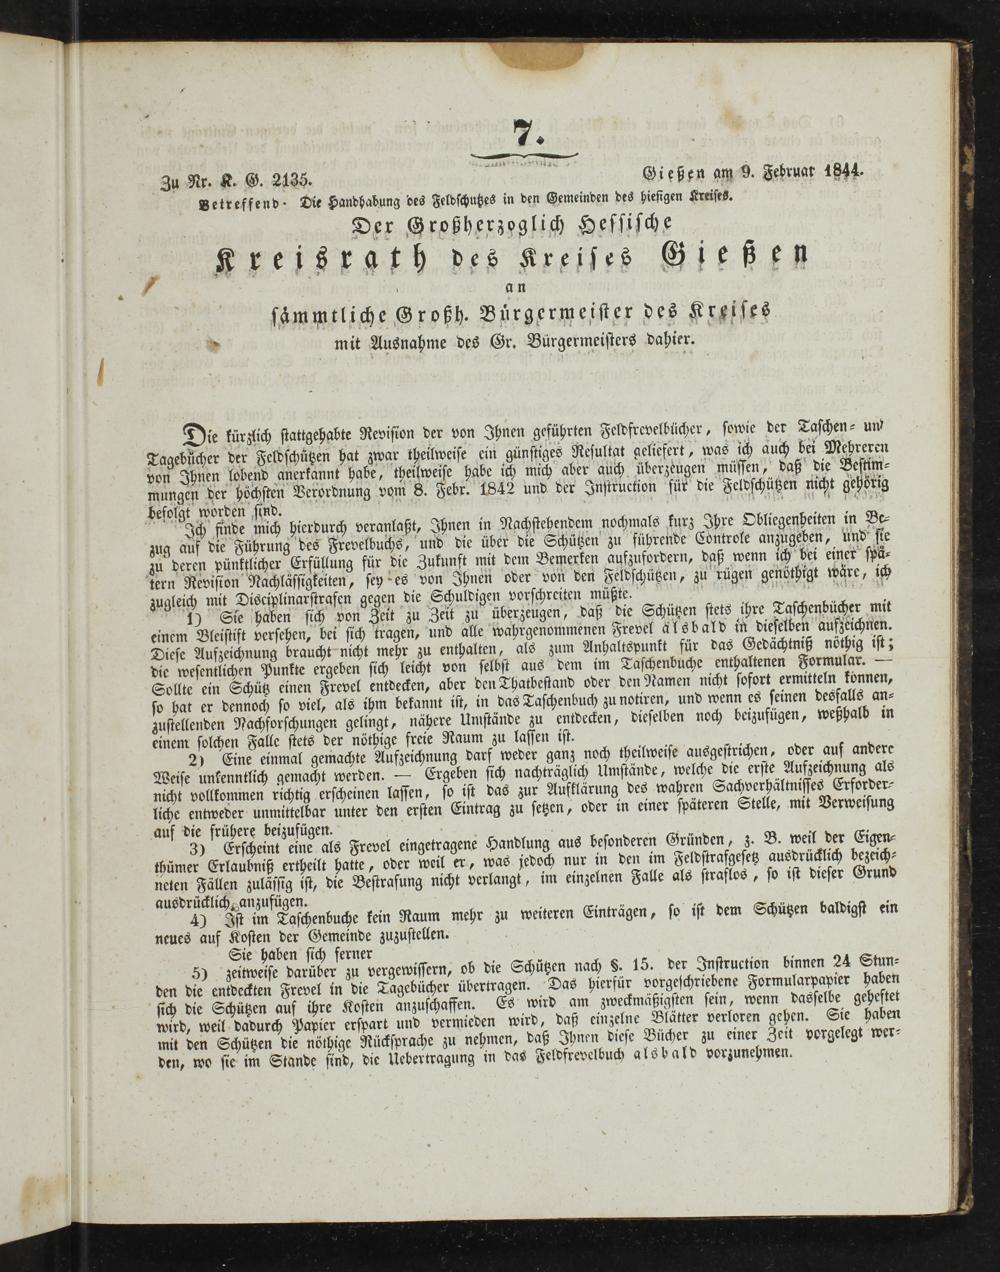 7.
Zu Nr. K. G. 2135. Gießen am 9. Februar 1844.
Betreffend: Die Handhabung des Feldschutzes in den Gemeinden des hiesigen Kreises.
Der Großherzoglich Hessische
Kreisrath des Kreises Gießen
an
sämmtliche Großh. Bürgermeister des Kreises
mit Ausnahme des Gr. Bürgermeisters dahier.
Die kürzlich stattgehabte Revision der von Ihnen geführten Feldfrevelbücher, sowie der Taschen- und
Tagebücher der Feldschützen hat zwar theilweise ein günstiges Resultat geliefert, was ich auch bei Mehreren
von Ihnen lobend anerkannt habe, theilweise habe ich mich aber auch überzeugen müssen, daß die Bestim-
mungen der höchsten Verordnung vom 8. Febr. 1842 und der Instruction für die Feldschützen nicht gehörig
befolgt worden sind.
Ich finde mich hierdurch veranlaßt, Ihnen in Nachstehendem nochmals kurz Ihre Obliegenheiten in Be-
zug auf die Führung des Frevelbuchs, und die über die Schützen zu führende Controle anzugeben, und sie
zu deren pünktlicher Erfüllung für die Zukunft mit dem Bemerken aufzufordern, daß wenn ich bei einer spä-
tern Revision Nachlässigkeiten, sey es von Ihnen oder von den Feldschützen, zu rügen genöthigt wäre, ich
zugleich mit Disciplinarstrafen gegen die Schuldigen vorschreiten müßte.
1) Sie haben sich von Zeit zu Zeit zu überzeugen, daß die Schützen stets ihre Taschenbücher mit
einem Bleistift versehen, bei sich tragen, und alle wahrgenommenen Frevel alsbald in dieselben aufzeichnen.
Diese Aufzeichnung braucht nicht mehr zu enthalten, als zum Anhaltspunkt für das Gedächtniß nöthig ist;
die wesentlichen Punkte ergeben sich leicht von selbst aus dem im Taschenbuche enthaltenen Formular. —
Sollte ein Schütz einen Frevel entdecken, aber den Thatbestand oder den Namen nicht sofort ermitteln können,
so hat er dennoch so viel, als ihm bekannt ist, in das Taschenbuch zu notiren, und wenn es seinen desfalls an-
zustellenden Nachforschungen gelingt, nähere Umstände zu entdecken, dieselben noch beizufügen, weßhalb in
einem solchen Falle stets der nöthige freie Raum zu lassen ist.
2) Eine einmal gemachte Aufzeichnung darf weder ganz noch theilweise ausgestrichen, oder auf andere
Weise unkenntlich gemacht werden. — Ergeben sich nachträglich Umstände, welche die erste Aufzeichnung als
nicht vollkommen richtig erscheinen lassen, so ist das zur Aufklärung des wahren Sachverhältnisses Erforder-
liche entweder unmittelbar unter den ersten Eintrag zu setzen, oder in einer späteren Stelle, mit Verweisung
auf die frühere beizufügen.
3) Erscheint eine als Frevel eingetragene Handlung aus besonderen Gründen, z. B. weil der Eigen-
thümer Erlaubniß ertheilt hatte, oder weil er, was jedoch nur in den im Feldstrafgesetz ausdrücklich bezeich-
neten Fällen zulässig ist, die Bestrafung nicht verlangt, im einzelnen Falle als straflos, so ist dieser Grund
ausdrücklich anzufügen.
4) Ist im Taschenbuche kein Raum mehr zu weiteren Einträgen, so ist dem Schützen baldigst ein
neues auf Kosten der Gemeinde zuzustellen.
Sie haben sich ferner
5) zeitweise darüber zu vergewissern, ob die Schützen nach §. 15. der Instruction binnen 24 Stun-
den die entdeckten Frevel in die Tagebücher übertragen. Das hierfür vorgeschriebene Formularpapier haben
sich die Schützen auf ihre Kosten anzuschaffen. Es wird am zweckmäßigsten sein, wenn dasselbe geheftet
wird, weil dadurch Papier erspart und vermieden wird, daß einzelne Blätter verloren gehen. Sie haben
mit den Schützen die nöthige Rücksprache zu nehmen, daß Ihnen diese Bücher zu einer Zeit vorgelegt wer-
den, wo sie im Stande sind, die Uebertragung in das Feldfrevelbuch alsbald vorzunehmen.